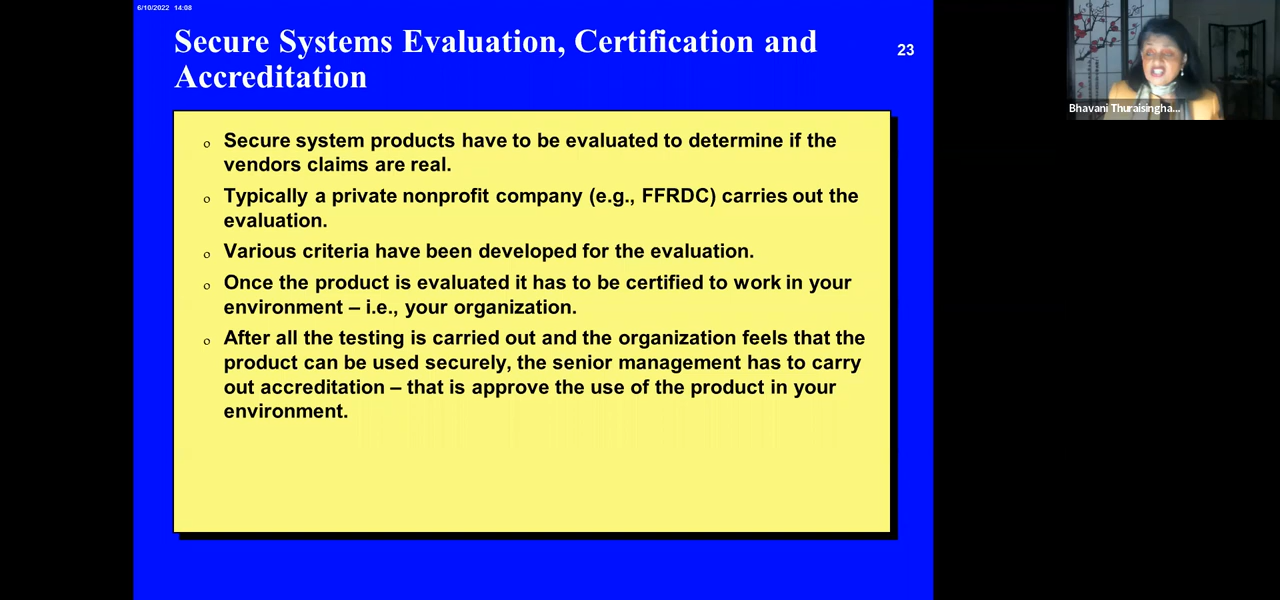 6/10/2022 14:08
Secure Systems Evaluation, Certification and
Accreditation
23
o Secure system products have to be evaluated to determine if the
vendors claims are real.
o Typically a private nonprofit company (e.g., FFRDC) carries out the
evaluation.
o Various criteria have been developed for the evaluation.
o Once the product is evaluated it has to be certified to work in your
environment – i.e., your organization.
o After all the testing is carried out and the organization feels that the
product can be used securely, the senior management has to carry
out accreditation – that is approve the use of the product in your
environment.
Bhavani Thuraisingha...